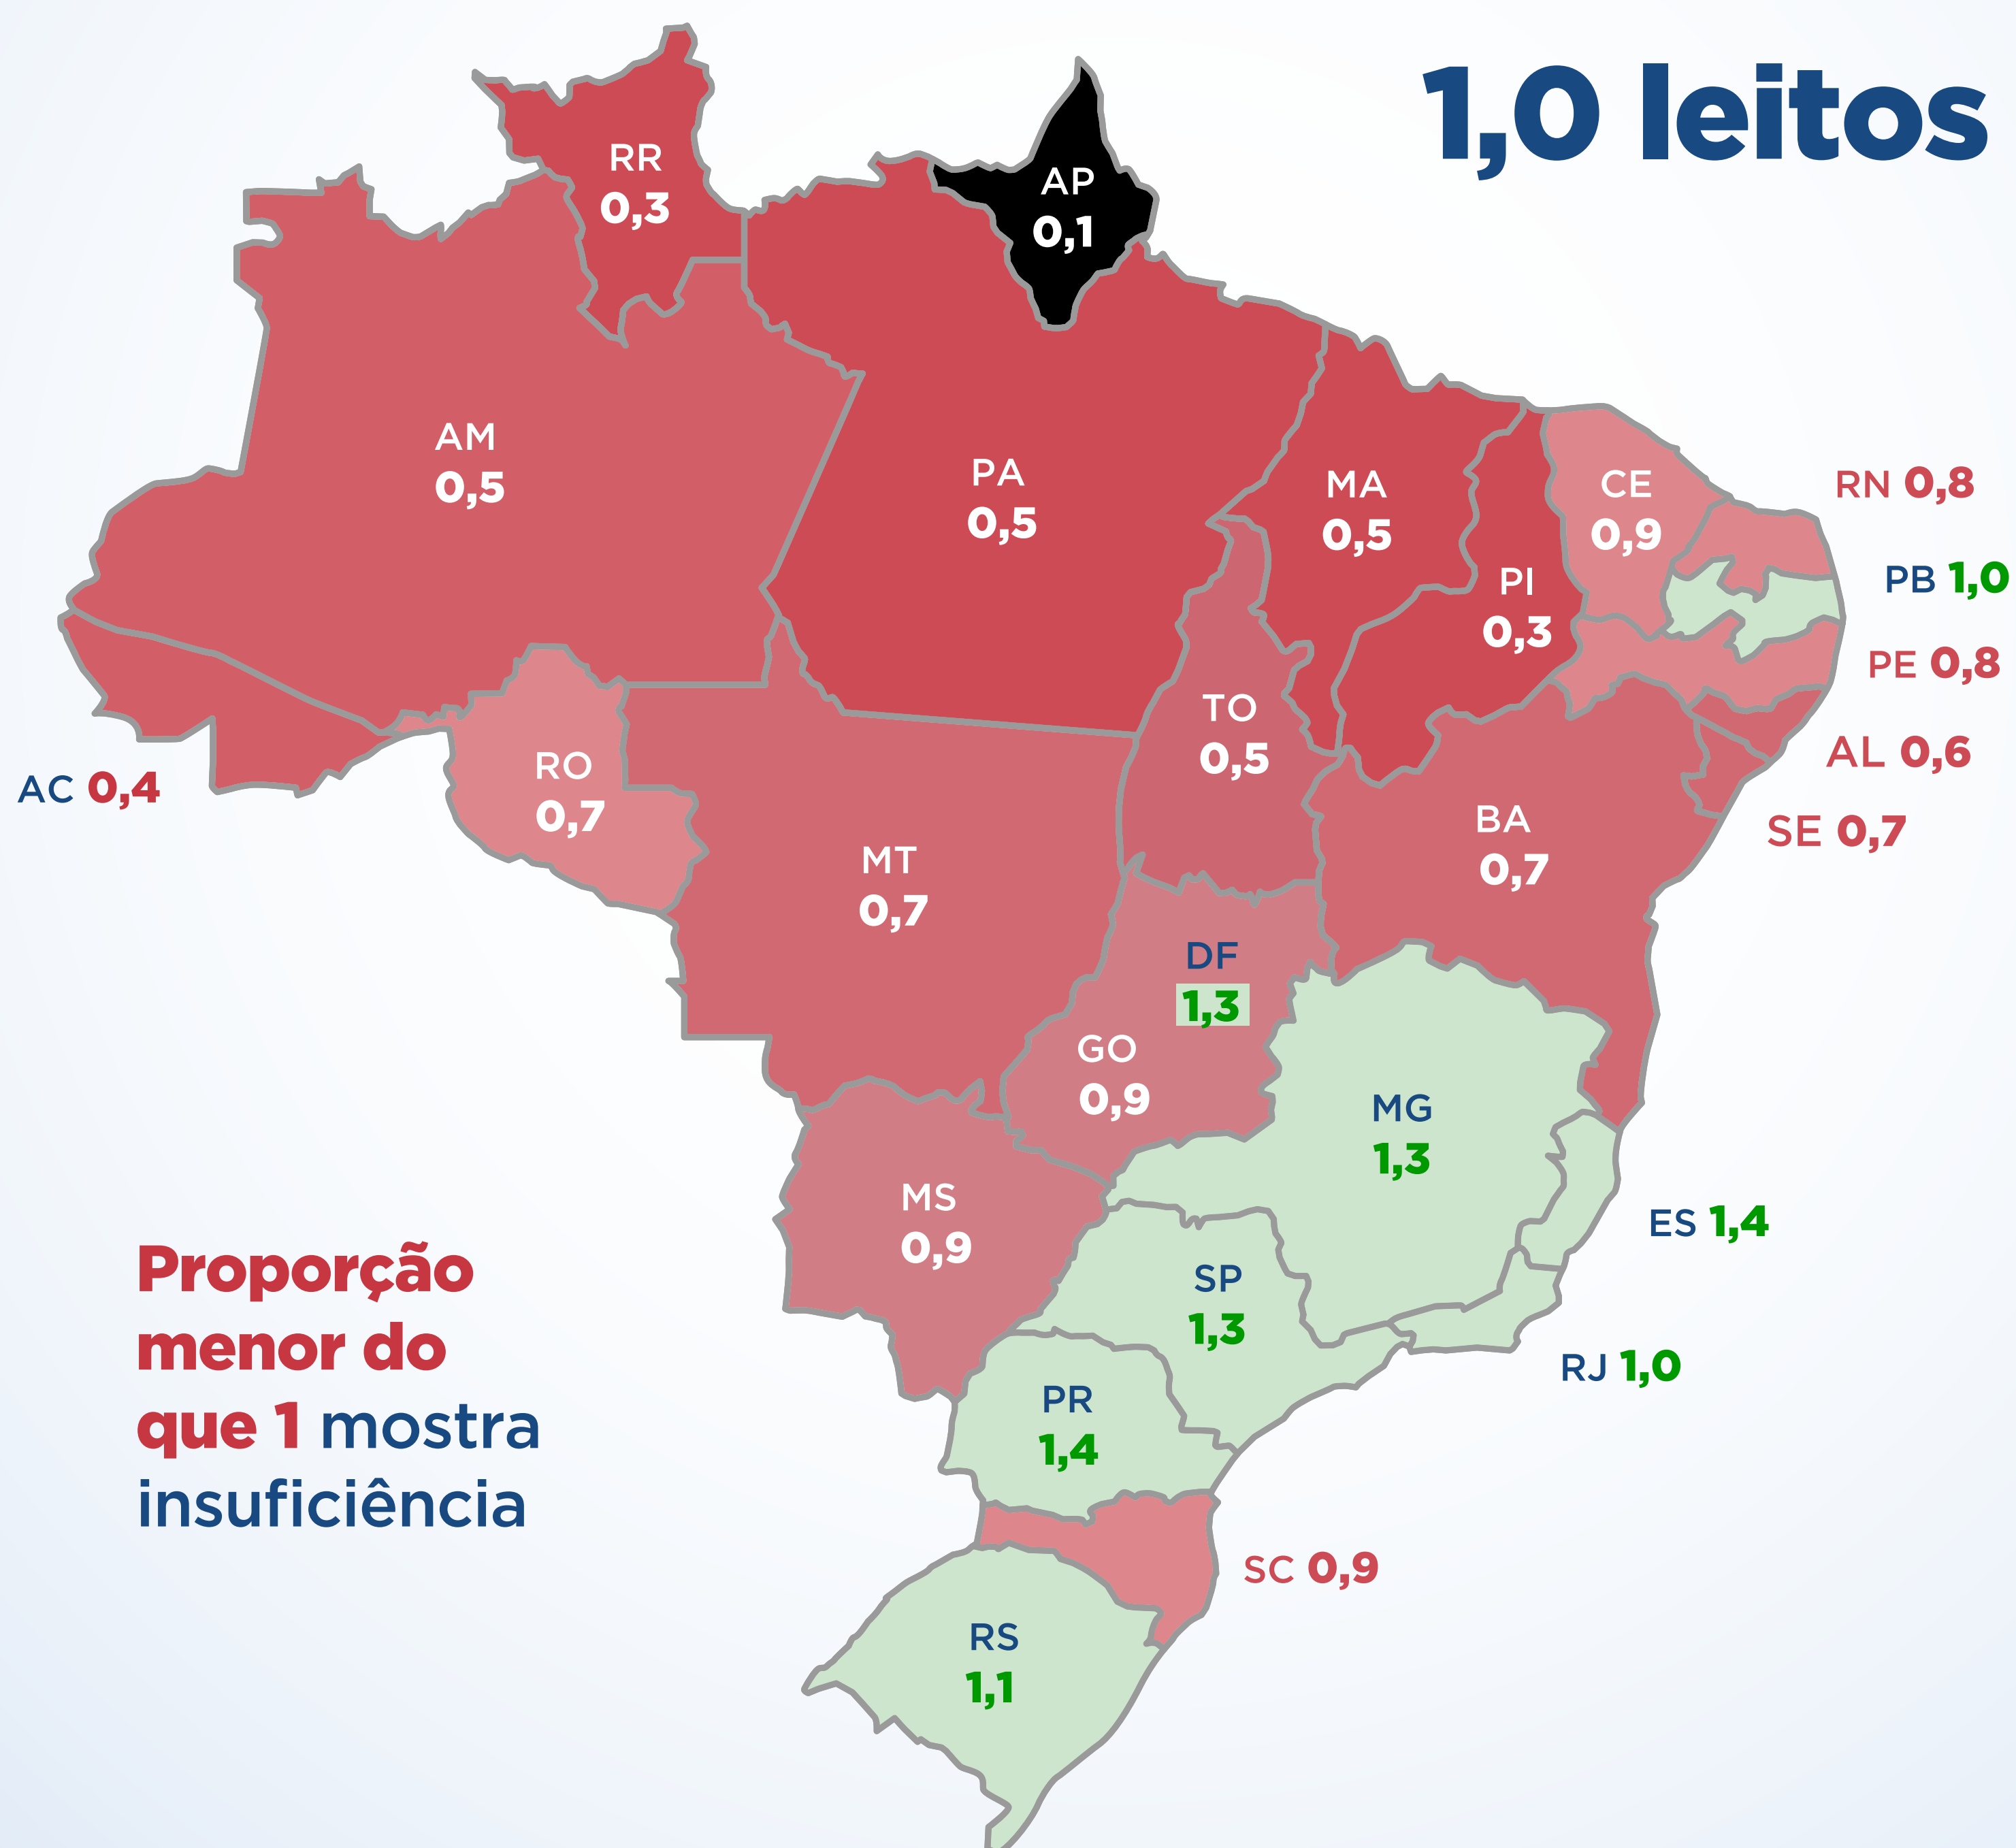 1,0 leitos
RR
0,3
AP
0,1
AM
0,5
PA
0,5
MA
0,5
CE
0,9
RN 0,8
PI
0,3
PB 1,0
PE 0,8
TO
0,5
AL 0,6
AC 0,4
RO
0,7
BA
0,7
SE 0,7
MT
0,7
DF
1,3
GO
0,9
MG
1,3
MS
0,9
ES 1,4
SP
1,3
RJ 1,0
PR
1,4
Proporção
menor do
que 1 mostra
insuficiência
SC 0,9
RS
1,1